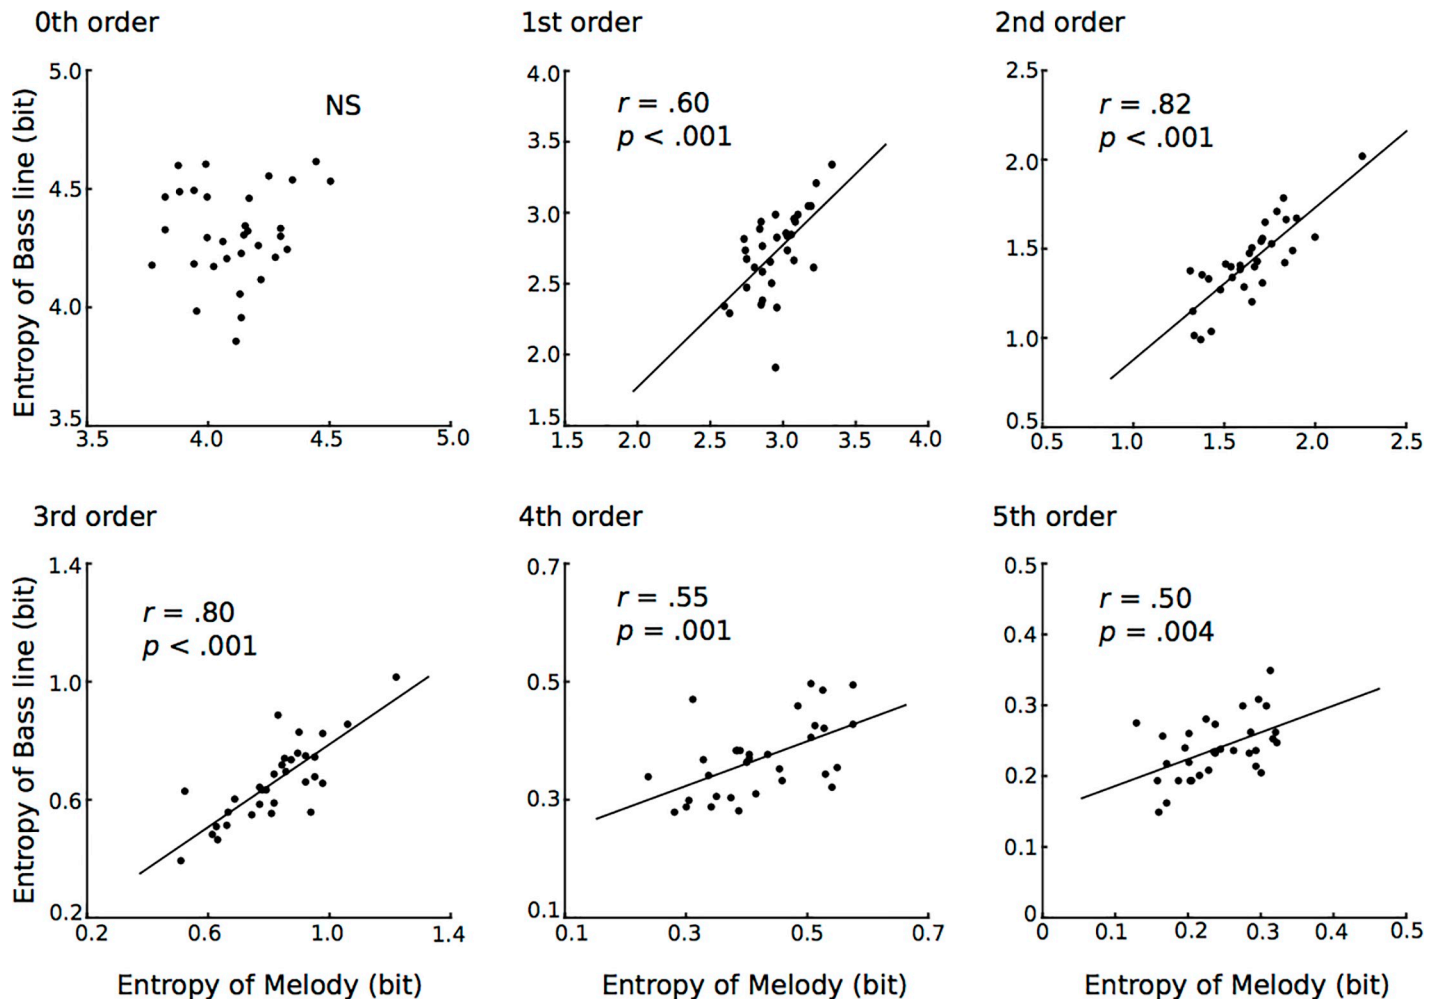 0th order
1st order
2nd order
Entropy of Bass line (bit)
5.0
4.5
4.0
3.5
NS
3.5 4.0 4.5 5.0
4.0
3.5
3.0
2.5
2.0
1.5
r = .60
p < .001
1.5 2.0 2.5 3.0 3.5 4.0
2.5
2.0
1.5
1.0
0.5
r = .82
p < .001
0.5 1.0 1.5 2.0 2.5
3rd order
4th order
5th order
Entropy of Bass line (bit)
1.4
1.0
0.6
0.2
r = .80
p < .001
0.2 0.6 1.0 1.4
Entropy of Melody (bit)
0.7
0.5
0.3
0.1
r = .55
p = .001
0.1 0.3 0.5 0.7
Entropy of Melody (bit)
0.5
0.4
0.3
0.2
0.1
0
r = .50
p = .004
0 0.1 0.2 0.3 0.4 0.5
Entropy of Melody (bit)